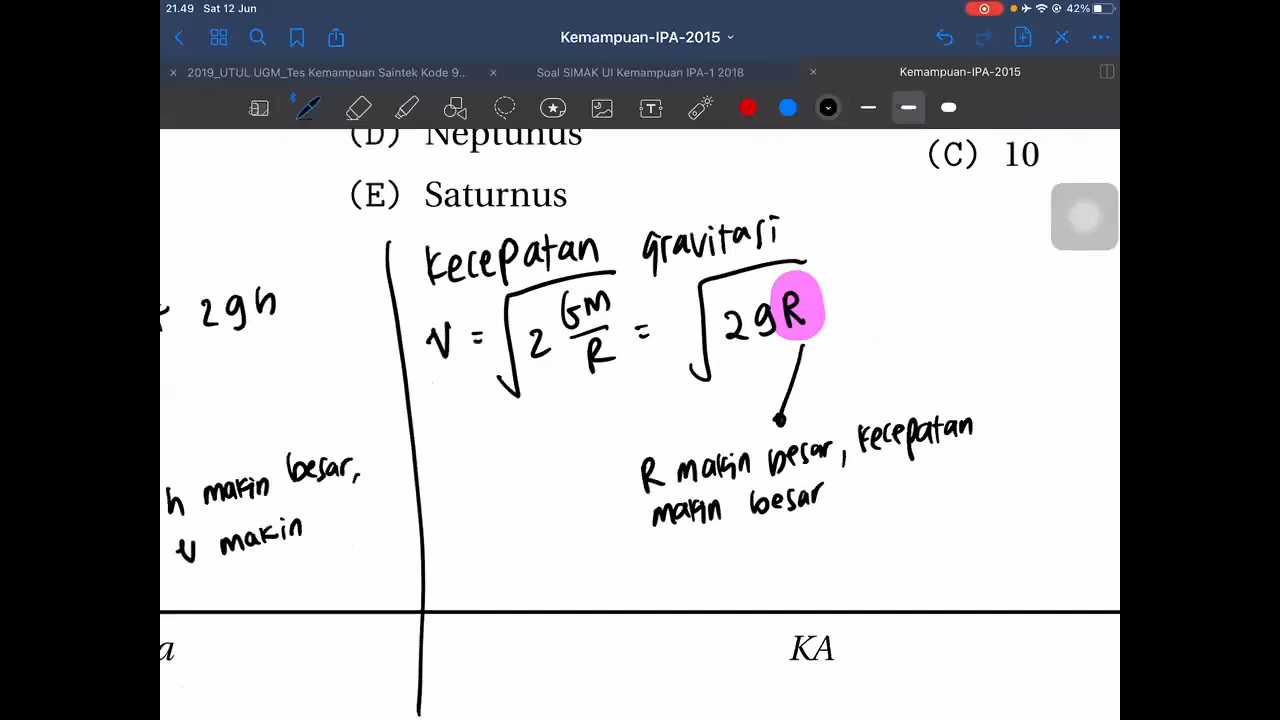 21.49 Sat 12 Jun
42%
Kemampuan-IPA-2015
2019_UTUL UGM_Tes Kemampuan Saintek Kode 9...
Soal SIMAK UI Kemampuan IPA-1 2018
Kemampuan-IPA-2015
(D) Neptunus
(C) 10
(E) Saturnus
kecepatan gravitasi
2gh
v = √2 GM/R = √2gR
R makin besar, kecepatan
makin besar
h makin besar,
v makin
a
KA